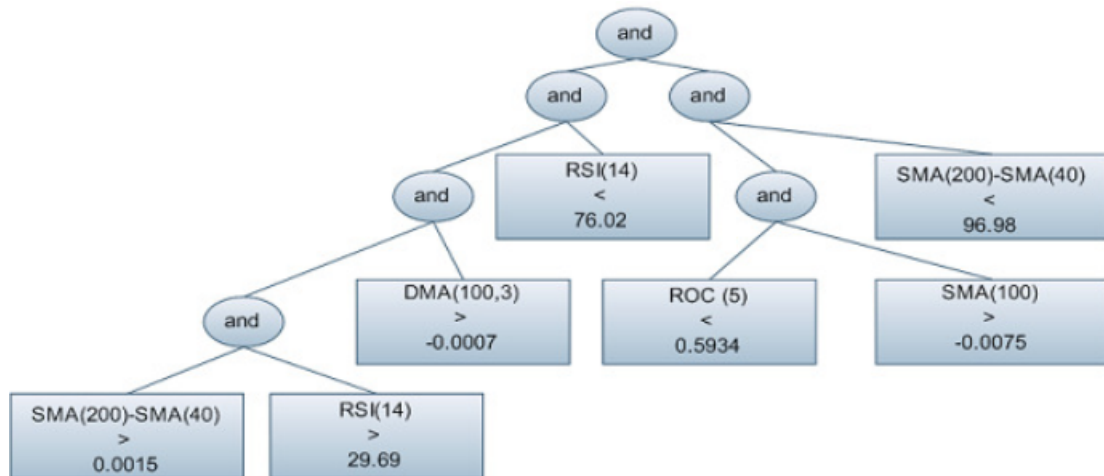 and
and
and
and
RSI(14)
<
76.02
and
SMA(200)-SMA(40)
<
96.98
and
DMA(100,3)
>
-0.0007
ROC (5)
<
0.5934
SMA(100)
>
-0.0075
SMA(200)-SMA(40)
>
0.0015
RSI(14)
>
29.69